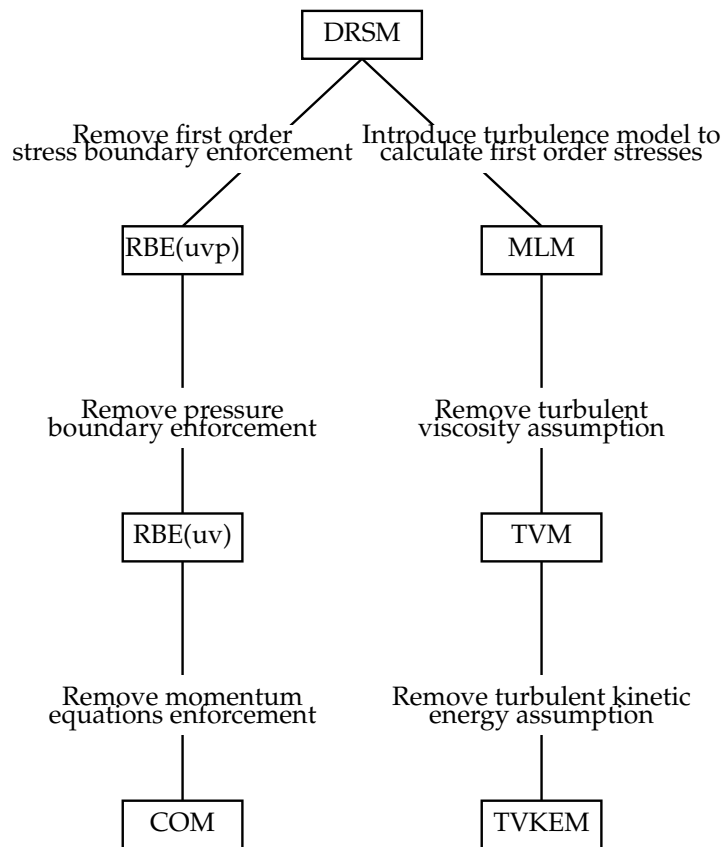 DRSM
Remove first order
stress boundary enforcement
Introduce turbulence model to
calculate first order stresses
RBE(uvp)
MLM
Remove pressure
boundary enforcement
Remove turbulent
viscosity assumption
RBE(uv)
TVM
Remove momentum
equations enforcement
Remove turbulent kinetic
energy assumption
COM
TVKEM